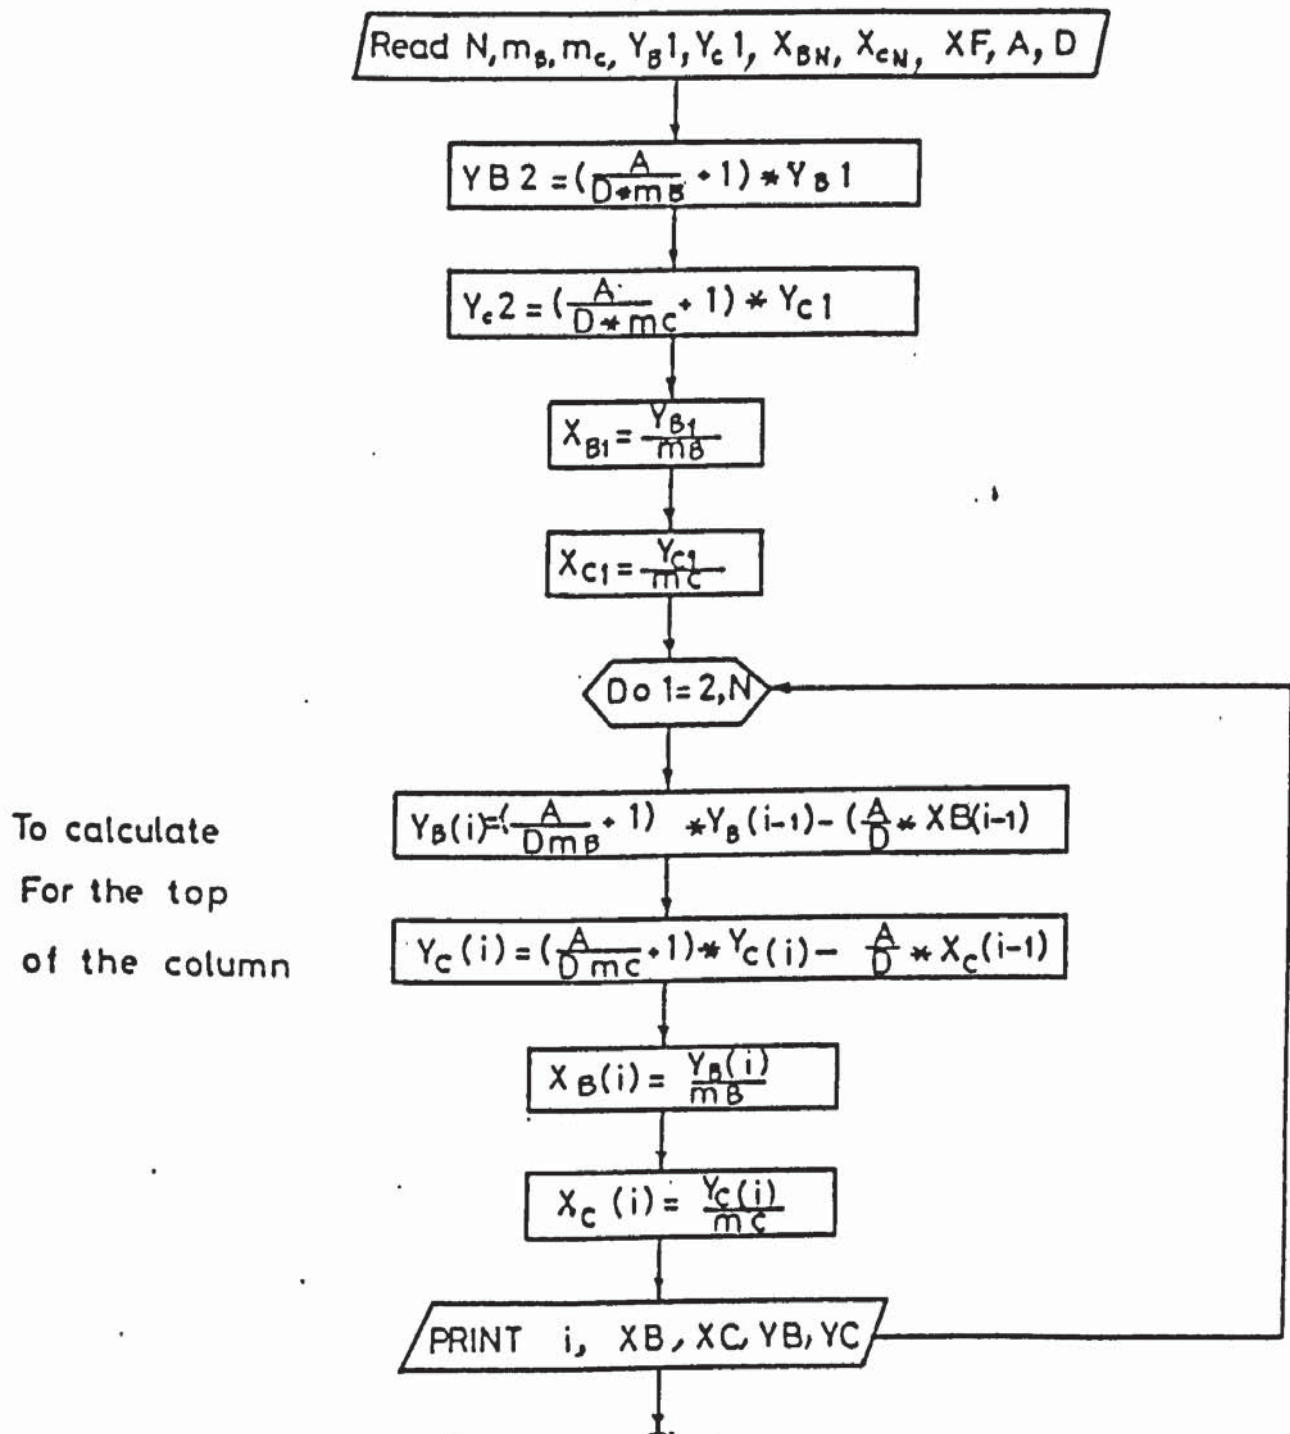 Read N, mB, mc, YB1, Yc1, XBN, XCN, XF, A, D
YB2 = (A/D*mB + 1) * YB1
Yc2 = (A/D*mc + 1) * YC1
XB1 = YB1/mB
XC1 = YC1/mc
Do 1=2,N
To calculate
For the top
of the column
YB(i) = (A/DmB + 1) *YB(i-1) - (A/D * XB(i-1)
YC(i) = (A/Dmc + 1) * YC(i) - A/D * XC(i-1)
XB(i) = YB(i)/mB
XC(i) = YC(i)/mc
PRINT i, XB, XC, YB, YC